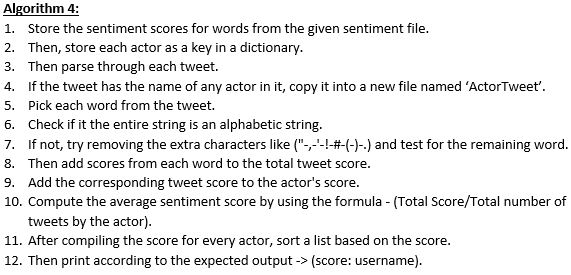 Algorithm 4:
1. Store the sentiment scores for words from the given sentiment file.
2. Then, store each actor as a key in a dictionary.
3. Then parse through each tweet.
4. If the tweet has the name of any actor in it, copy it into a new file named ‘ActorTweet’.
5. Pick each word from the tweet.
6. Check if it the entire string is an alphabetic string.
7. If not, try removing the extra characters like ("-,-'-!-#-(-)-.) and test for the remaining word.
8. Then add scores from each word to the total tweet score.
9. Add the corresponding tweet score to the actor's score.
10. Compute the average sentiment score by using the formula - (Total Score/Total number of
tweets by the actor).
11. After compiling the score for every actor, sort a list based on the score.
12. Then print according to the expected output -> (score: username).